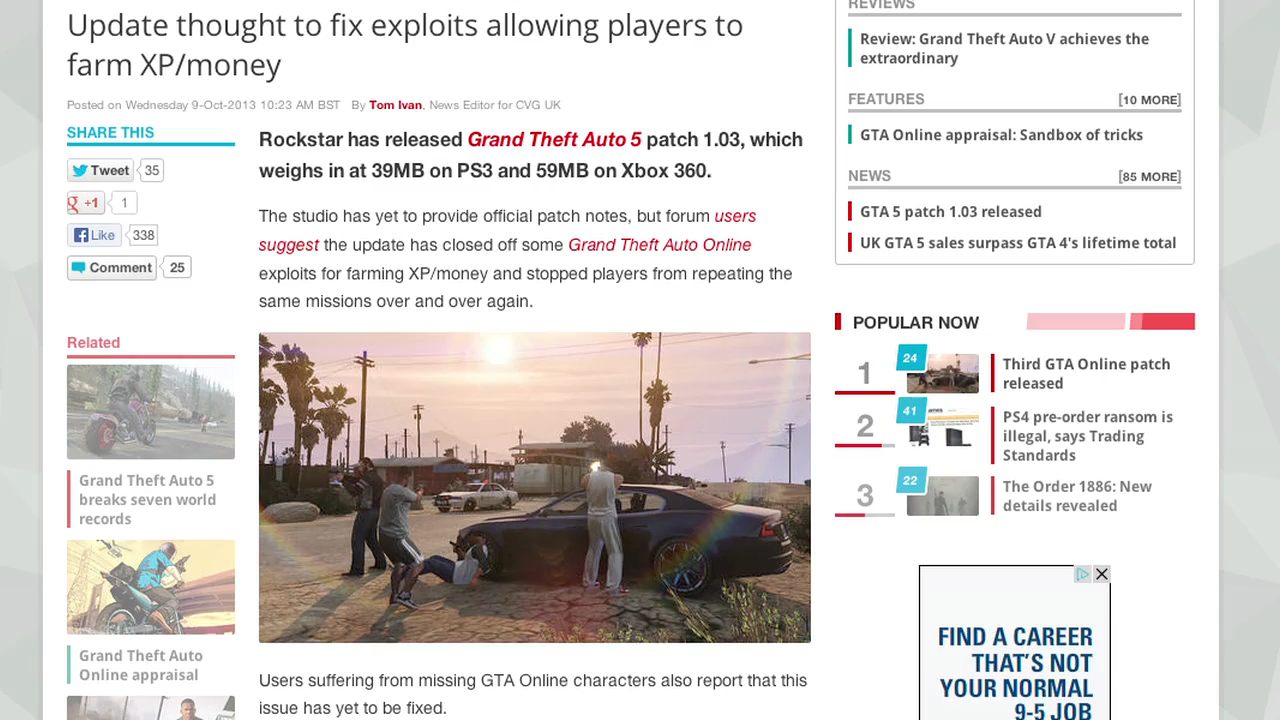 Update thought to fix exploits allowing players to
farm XP/money
Posted on Wednesday 9-Oct-2013 10:23 AM BST By Tom Ivan, News Editor for CVG UK
SHARE THIS
Tweet 35
+1 1
Like 338
Comment 25
Related
Grand Theft Auto 5
breaks seven world
records
Grand Theft Auto
Online appraisal
Rockstar has released Grand Theft Auto 5 patch 1.03, which
weighs in at 39MB on PS3 and 59MB on Xbox 360.
The studio has yet to provide official patch notes, but forum users
suggest the update has closed off some Grand Theft Auto Online
exploits for farming XP/money and stopped players from repeating the
same missions over and over again.
Users suffering from missing GTA Online characters also report that this
issue has yet to be fixed.
REVIEWS
Review: Grand Theft Auto V achieves the
extraordinary
FEATURES [10 MORE]
GTA Online appraisal: Sandbox of tricks
NEWS [85 MORE]
GTA 5 patch 1.03 released
UK GTA 5 sales surpass GTA 4's lifetime total
POPULAR NOW
1 24 Third GTA Online patch
released
2 41 PS4 pre-order ransom is
illegal, says Trading
Standards
3 22 The Order 1886: New
details revealed
FIND A CAREER
THAT'S NOT
YOUR NORMAL
9-5 JOB